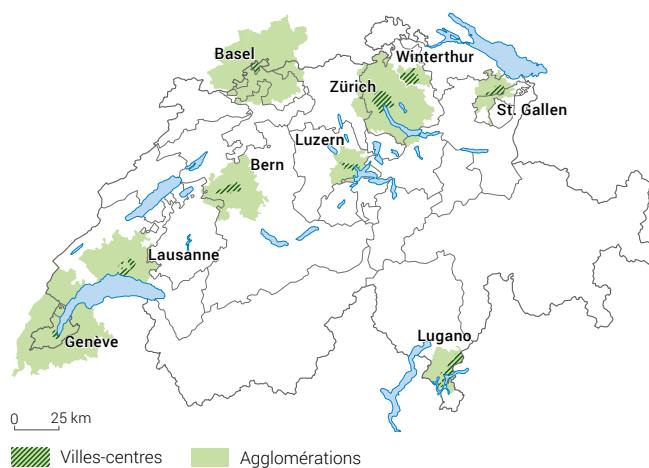 Basel
Winterthur
Zürich
St. Gallen
Luzern
Bern
Lausanne
Genève
Lugano
0 25 km
Villes-centres Agglomérations